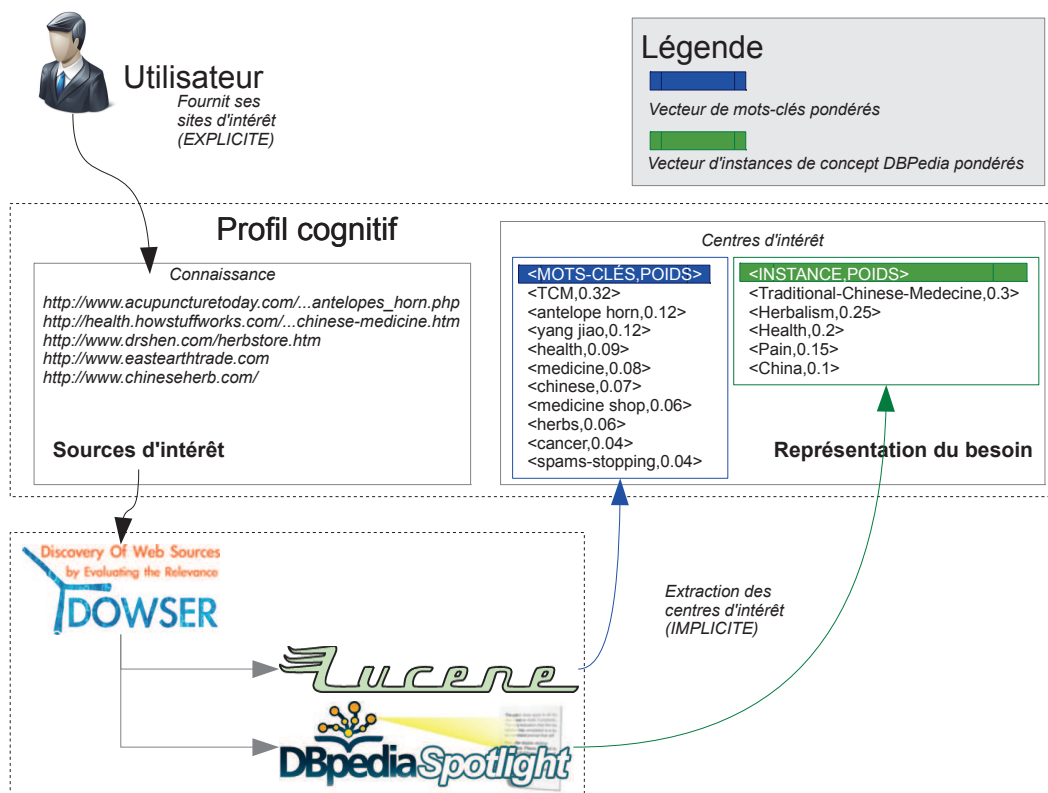 Utilisateur
Fournit ses
sites d'intérêt
(EXPLICITE)
Légende
Vecteur de mots-clés pondérés
Vecteur d'instances de concept DBPedia pondérés
Profil cognitif
Connaissance
http://www.acupuncturetoday.com/...antelopes_horn.php
http://health.howstuffworks.com/...chinese-medicine.htm
http://www.drshen.com/herbstore.htm
http://www.eastearthtrade.com
http://www.chineseherb.com/
Sources d'intérêt
Centres d'intérêt
<MOTS-CLÉS,POIDS>
<TCM,0.32>
<antelope horn,0.12>
<yang jiao,0.12>
<health,0.09>
<medicine,0.08>
<chinese,0.07>
<medicine shop,0.06>
<herbs,0.06>
<cancer,0.04>
<spams-stopping,0.04>
<INSTANCE,POIDS>
<Traditional-Chinese-Medecine,0.3>
<Herbalism,0.25>
<Health,0.2>
<Pain,0.15>
<China,0.1>
Représentation du besoin
Discovery Of Web Sources
by Evaluating the Relevance
DOWSER
Extraction des
centres d'intérêt
(IMPLICITE)
Lucene
DBpedia Spotlight